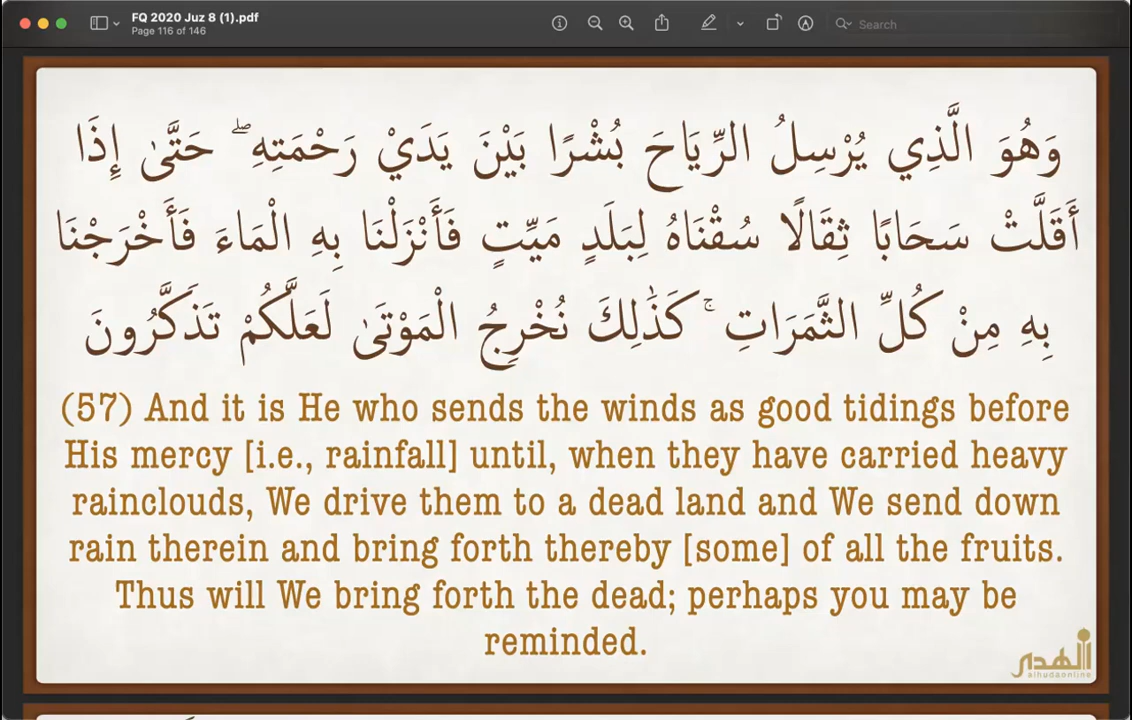 FQ 2020 Juz 8 (1).pdf
Page 116 of 146
Search
وَهُوَ الَّذِي يُرْسِلُ الرِّيَاحَ بُشْرًا بَيْنَ يَدَيْ رَحْمَتِهِ ۖ حَتَّىٰ إِذَا
أَقَلَّتْ سَحَابًا ثِقَالًا سُقْنَاهُ لِبَلَدٍ مَيِّتٍ فَأَنْزَلْنَا بِهِ الْمَاءَ فَأَخْرَجْنَا
بِهِ مِنْ كُلِّ الثَّمَرَاتِ ۚ كَذَٰلِكَ نُخْرِجُ الْمَوْتَىٰ لَعَلَّكُمْ تَذَكَّرُونَ
(57) And it is He who sends the winds as good tidings before
His mercy [i.e., rainfall] until, when they have carried heavy
rainclouds, We drive them to a dead land and We send down
rain therein and bring forth thereby [some] of all the fruits.
Thus will We bring forth the dead; perhaps you may be
reminded.
الهدى
alhudaonline